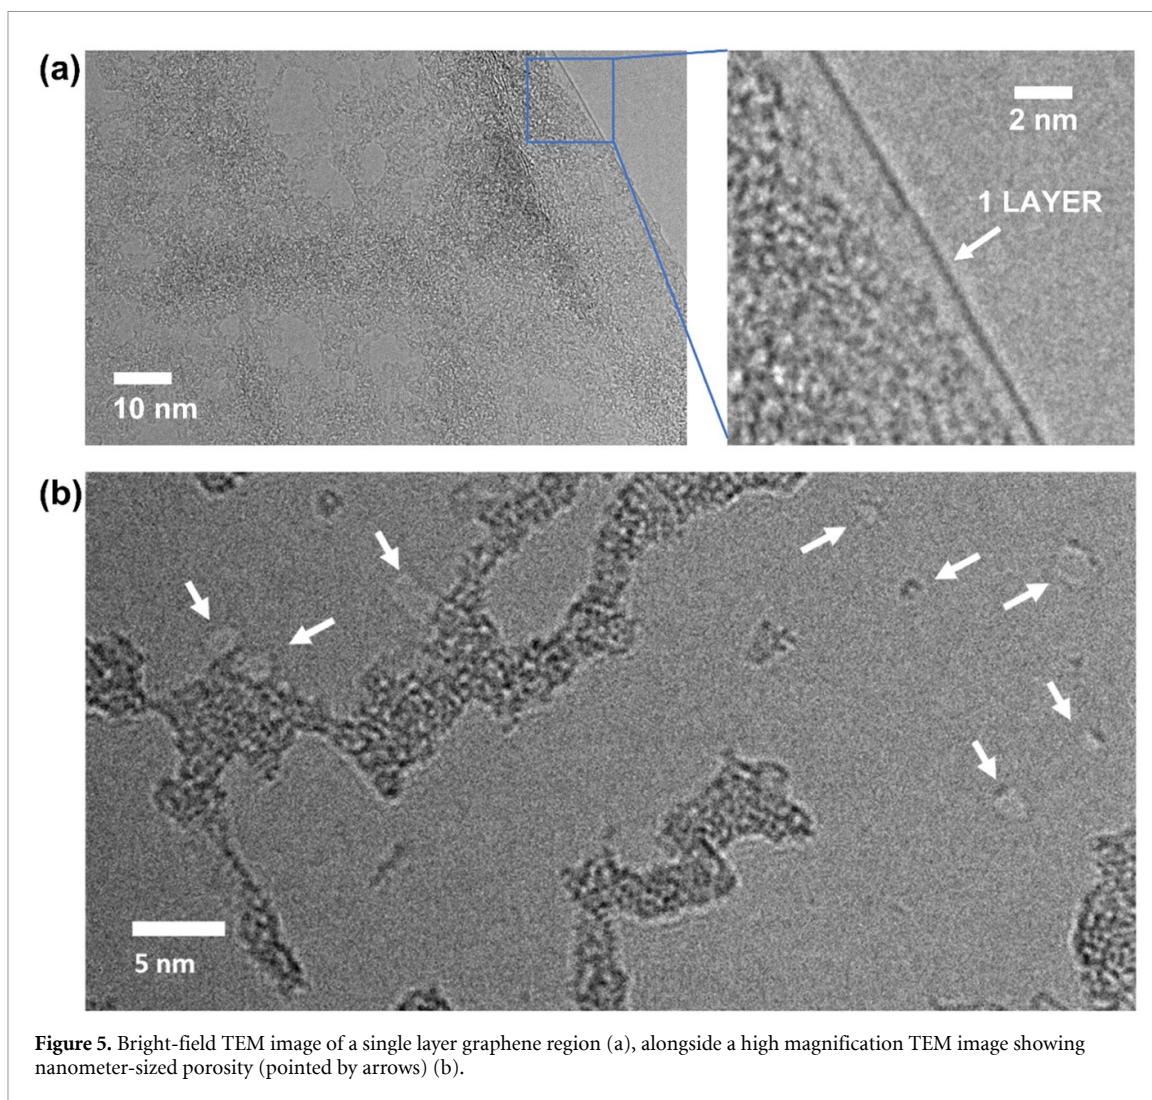 (a)
2 nm
1 LAYER
10 nm
(b)
5 nm
Figure 5. Bright-field TEM image of a single layer graphene region (a), alongside a high magnification TEM image showing
nanometer-sized porosity (pointed by arrows) (b).